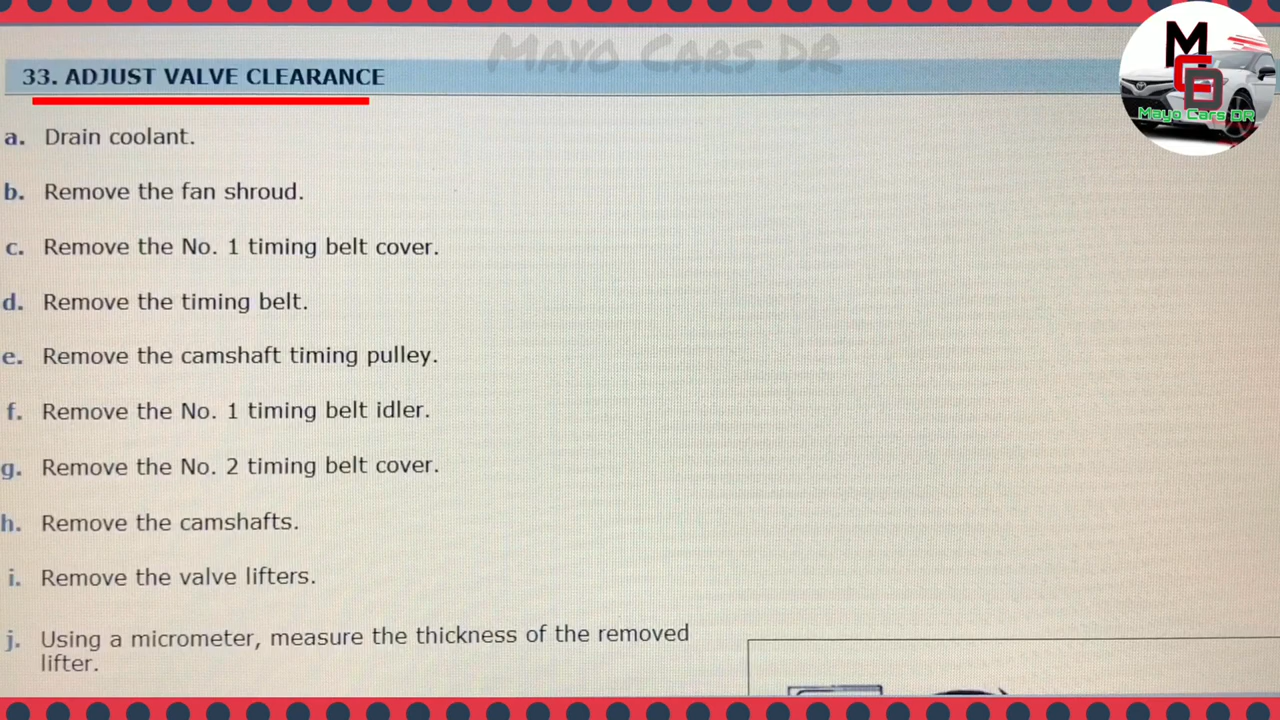 MAYO CARS DR
33. ADJUST VALVE CLEARANCE
a. Drain coolant.
b. Remove the fan shroud.
c. Remove the No. 1 timing belt cover.
d. Remove the timing belt.
e. Remove the camshaft timing pulley.
f. Remove the No. 1 timing belt idler.
g. Remove the No. 2 timing belt cover.
h. Remove the camshafts.
i. Remove the valve lifters.
j. Using a micrometer, measure the thickness of the removed
lifter.
MCD
Mayo Cars DR